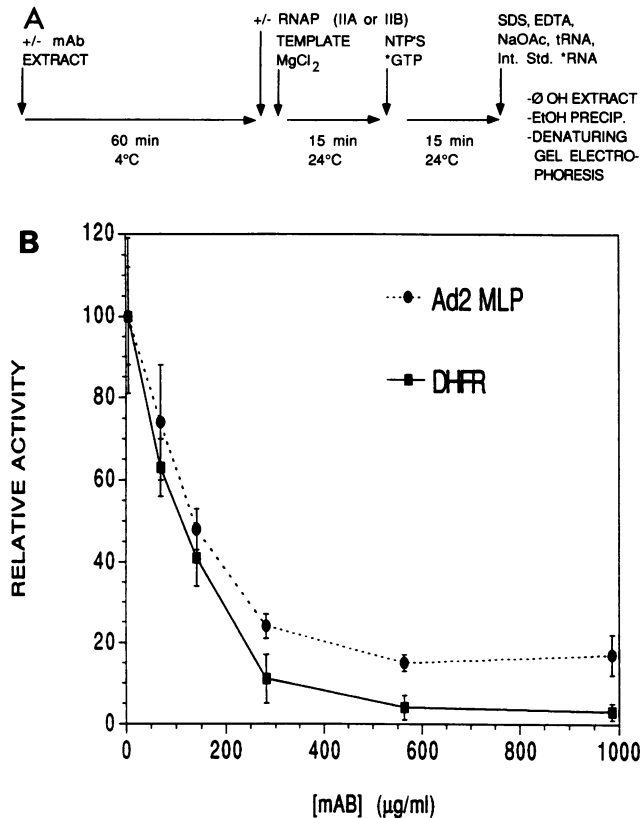 A
+/- mAb
EXTRACT
+/- RNAP (IIA or IIB)
TEMPLATE
MgCl2
NTP'S
*GTP
SDS, EDTA,
NaOAc, tRNA,
Int. Std. *RNA
60 min
4°C
15 min
24°C
15 min
24°C
-Ø OH EXTRACT
-EtOH PRECIP.
-DENATURING
GEL ELECTRO-
PHORESIS
B
120
100
80
60
40
20
0
RELATIVE ACTIVITY
Ad2 MLP
DHFR
0
200
400
600
800
1000
[mAB] (µg/ml)